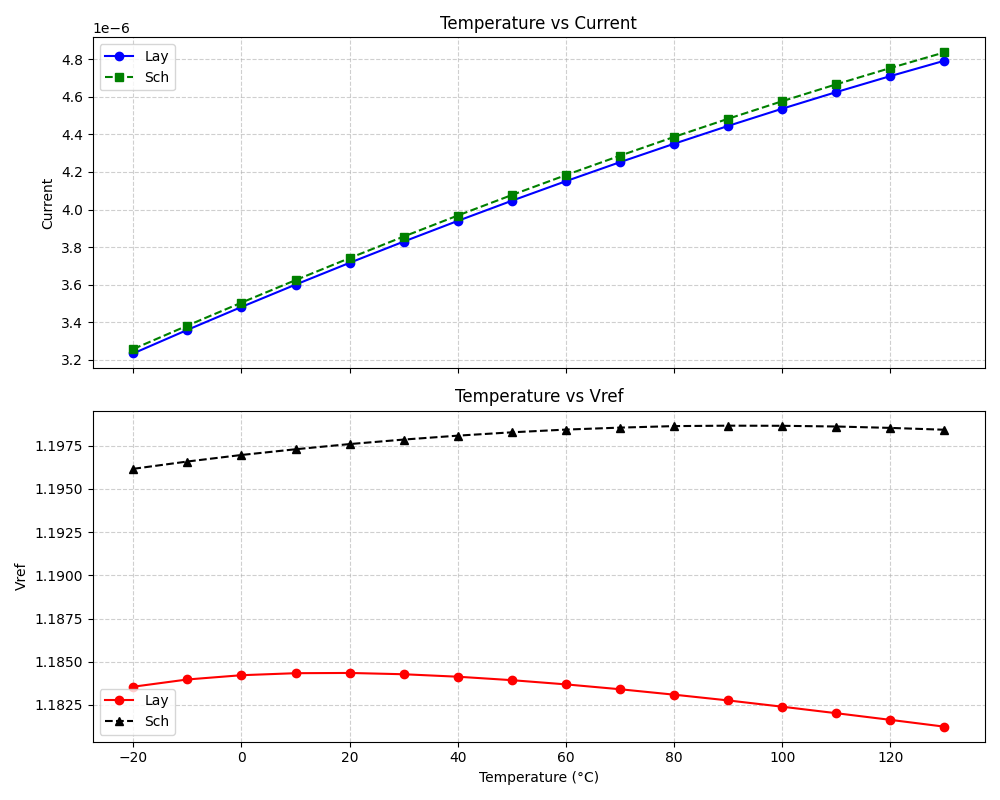 Temperature vs Current
1e−6
Lay
Sch
4.8
4.6
4.4
4.2
4.0
3.8
3.6
3.4
3.2
Current
Temperature vs Vref
1.1975
1.1950
1.1925
1.1900
1.1875
1.1850
1.1825
Vref
Lay
Sch
−20 0 20 40 60 80 100 120
Temperature (°C)